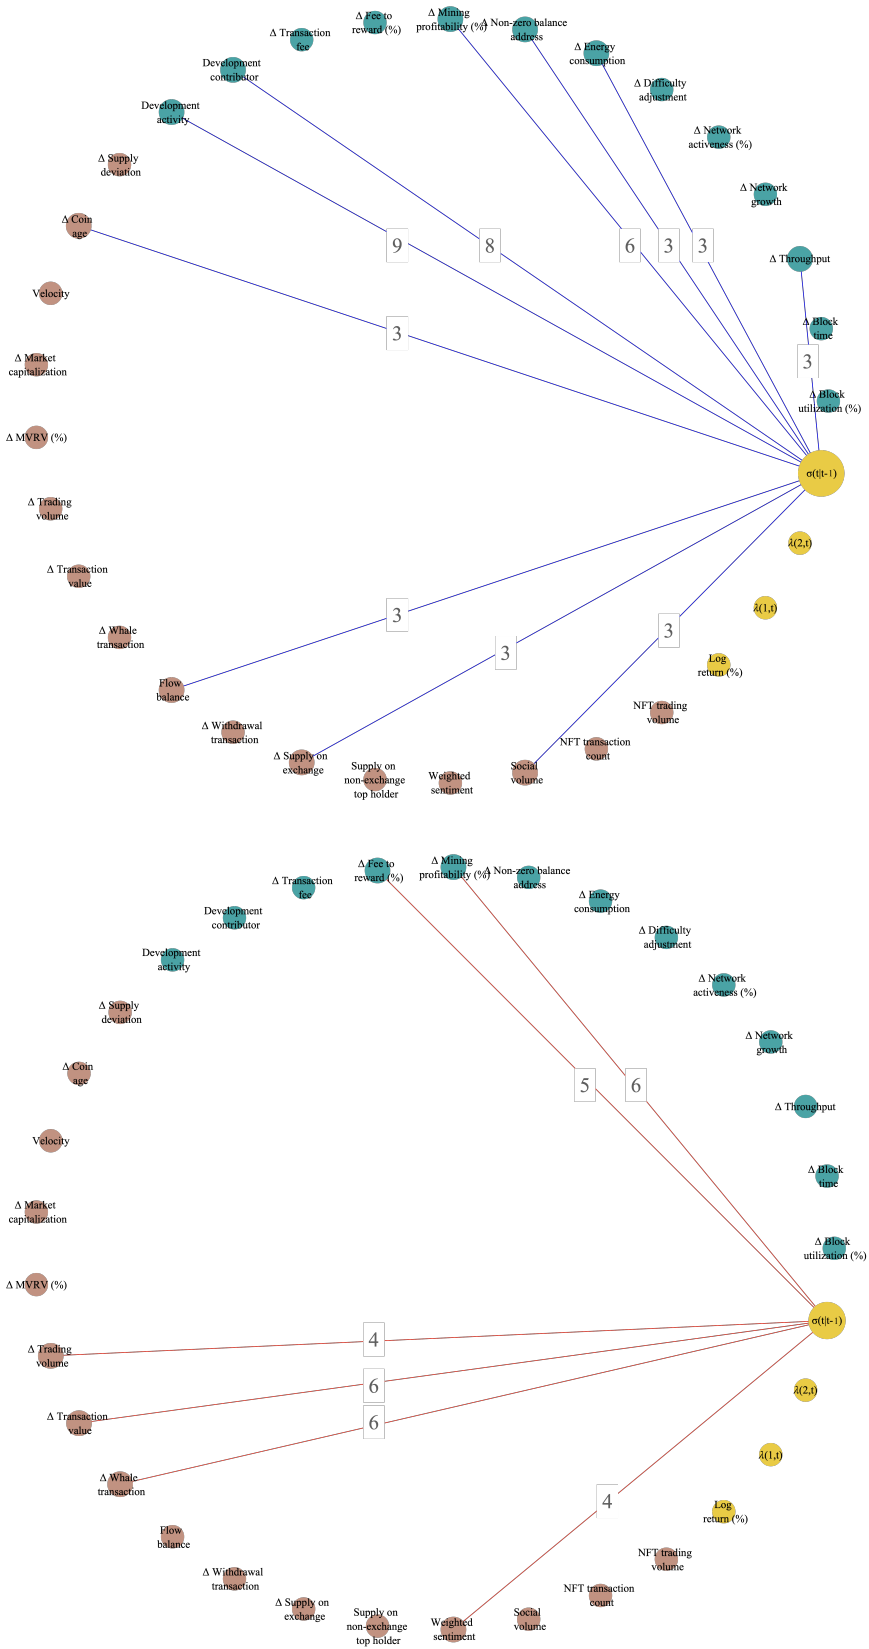 Δ Mining
profitability (%)
Δ Fee to
reward (%)
Δ Non-zero balance
address
Δ Transaction
fee
Δ Energy
consumption
Development
contributor
Δ Difficulty
adjustment
Development
activity
Δ Network
activeness (%)
Δ Supply
deviation
Δ Network
growth
Δ Coin
age
9
8
6
3
3
Δ Throughput
Velocity
Δ Block
time
3
3
Δ Market
capitalization
Δ Block
utilization (%)
Δ MVRV (%)
σ(t|t-1)
Δ Trading
volume
λ(2,t)
Δ Transaction
value
λ(1,t)
3
Δ Whale
transaction
3
3
Log
return (%)
Flow
balance
NFT trading
volume
Δ Withdrawal
transaction
NFT transaction
count
Δ Supply on
exchange
Supply on
non-exchange
top holder
Weighted
sentiment
Social
volume
Δ Mining
profitability (%)
Δ Fee to
reward (%)
Δ Non-zero balance
address
Δ Transaction
fee
Δ Energy
consumption
Development
contributor
Δ Difficulty
adjustment
Development
activity
Δ Network
activeness (%)
Δ Supply
deviation
Δ Network
growth
Δ Coin
age
5
6
Δ Throughput
Velocity
Δ Block
time
Δ Market
capitalization
Δ Block
utilization (%)
Δ MVRV (%)
σ(t|t-1)
4
Δ Trading
volume
6
λ(2,t)
Δ Transaction
value
6
λ(1,t)
Δ Whale
transaction
4
Log
return (%)
Flow
balance
NFT trading
volume
Δ Withdrawal
transaction
NFT transaction
count
Δ Supply on
exchange
Supply on
non-exchange
top holder
Weighted
sentiment
Social
volume